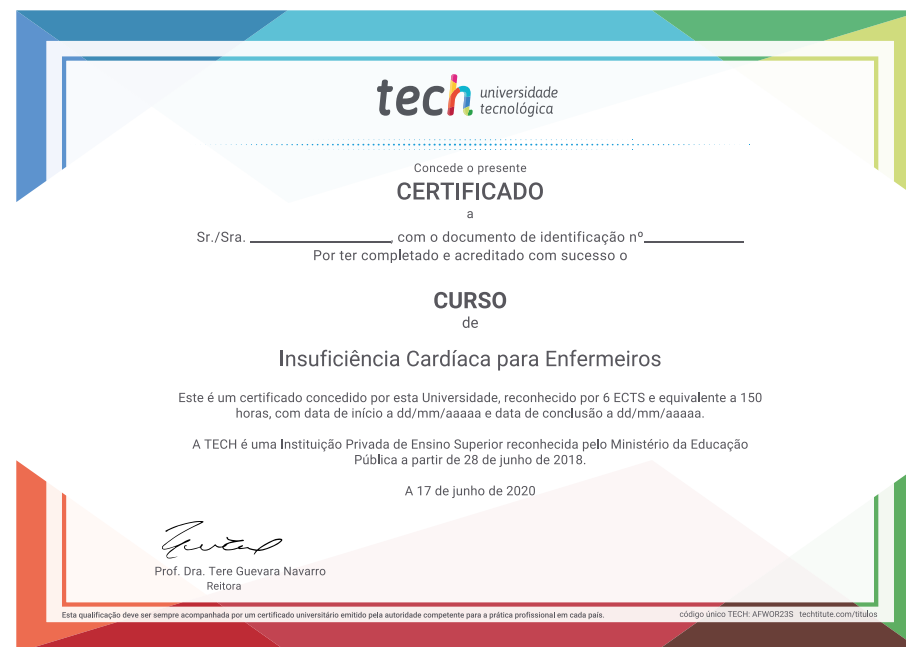 tech universidade
tecnológica
Concede o presente
CERTIFICADO
a
Sr./Sra. ________________, com o documento de identificação nº____________
Por ter completado e acreditado com sucesso o
CURSO
de
Insuficiência Cardíaca para Enfermeiros
Este é um certificado concedido por esta Universidade, reconhecido por 6 ECTS e equivalente a 150
horas, com data de início a dd/mm/aaaaa e data de conclusão a dd/mm/aaaaa.
A TECH é uma Instituição Privada de Ensino Superior reconhecida pelo Ministério da Educação
Pública a partir de 28 de junho de 2018.
A 17 de junho de 2020
Prof. Dra. Tere Guevara Navarro
Reitora
Esta qualificação deve ser sempre acompanhada por um certificado universitário emitido pela autoridade competente para a prática profissional em cada país.
código único TECH: AFWOR23S techtitute.com/titulos